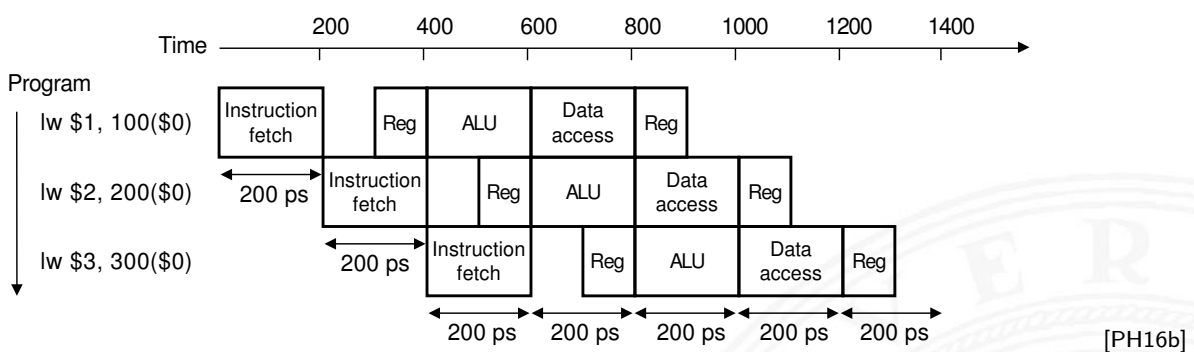 200 400 600 800 1000 1200 1400
Time
Program
lw $1, 100($0) Instruction fetch Reg ALU Data access Reg
200 ps
lw $2, 200($0) Instruction fetch Reg ALU Data access Reg
200 ps
lw $3, 300($0) Instruction fetch Reg ALU Data access Reg
200 ps 200 ps 200 ps 200 ps 200 ps
[PH16b]
E R